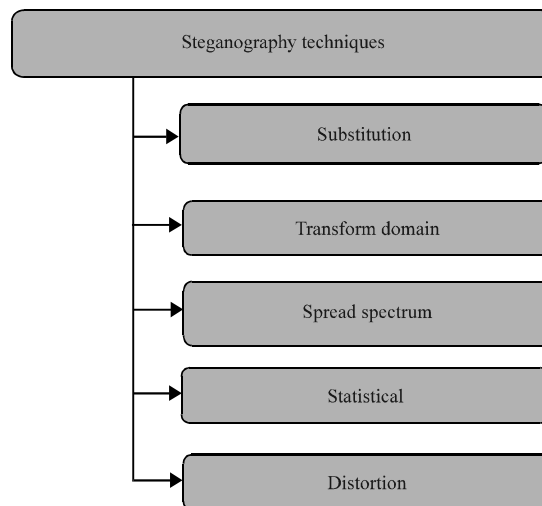 Steganography techniques
Substitution
Transform domain
Spread spectrum
Statistical
Distortion